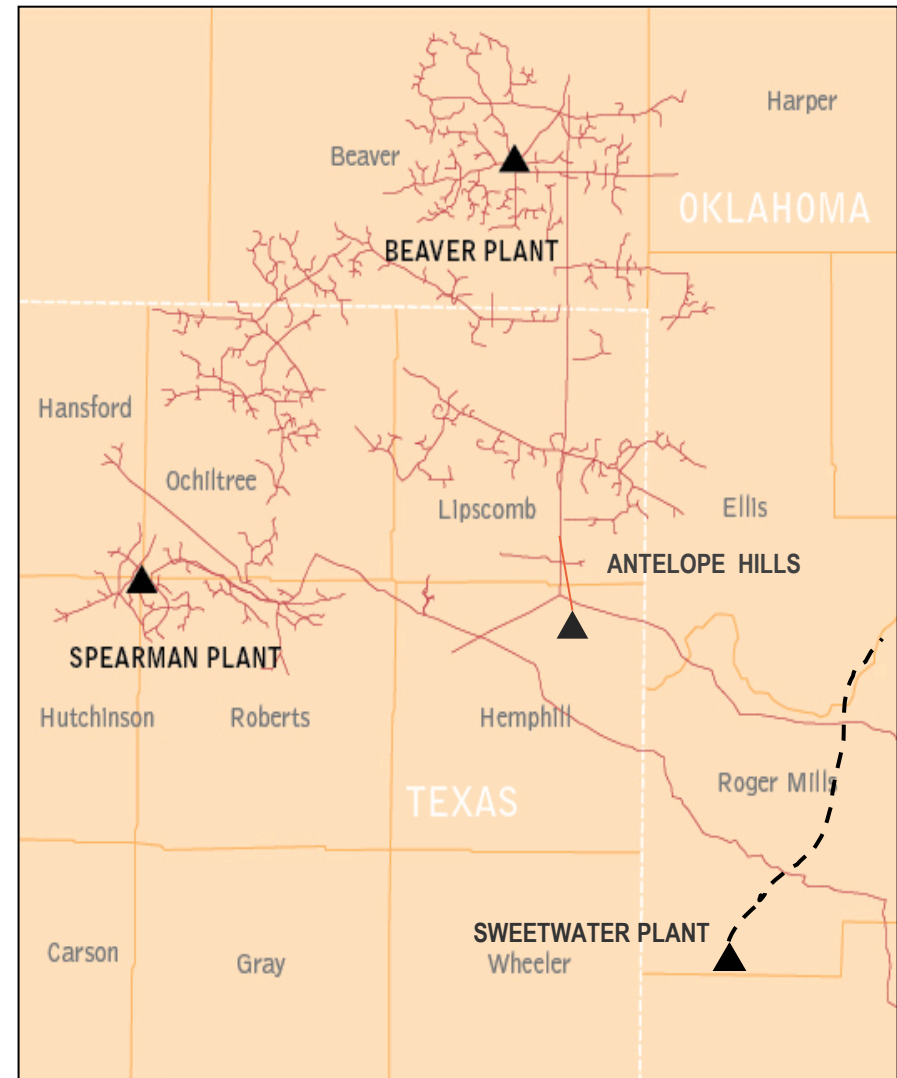 Harper
Beaver
OKLAHOMA
BEAVER PLANT
Hansford
Ochiltree
Lipscomb
Ellis
ANTELOPE HILLS
SPEARMAN PLANT
Hutchinson
Roberts
Hemphill
Roger Mills
TEXAS
SWEETWATER PLANT
Carson
Gray
Wheeler